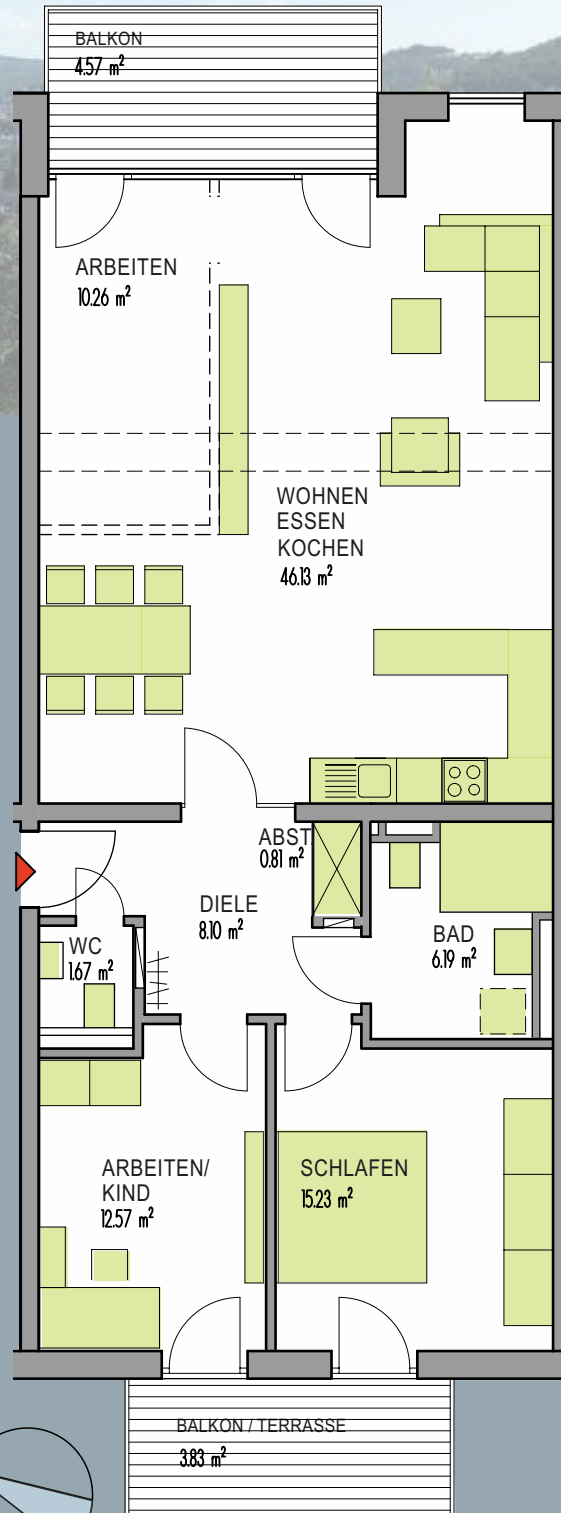 BALKON
4.57 m²
ARBEITEN
10.26 m²
WOHNEN
ESSEN
KOCHEN
46.13 m²
ABST.
0.81 m²
DIELE
8.10 m²
WC
1.67 m²
BAD
6.19 m²
ARBEITEN/
KIND
12.57 m²
SCHLAFEN
15.23 m²
BALKON / TERRASSE
3.83 m²